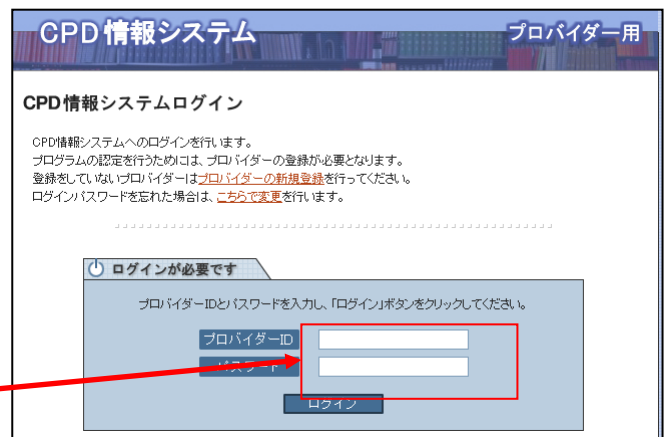 CPD情報システム
プロバイダー用
CPD情報システムログイン
CPD情報システムへのログインを行います。
プログラムの認定を行うためには、プロバイダーの登録が必要となります。
登録をしていないプロバイダーはプロバイダーの新規登録を行ってください。
ログインパスワードを忘れた場合は、こちらで変更を行います。
ログインが必要です
プロバイダーIDとパスワードを入力し、「ログイン」ボタンをクリックしてください。
プロバイダーID
パスワード
ログイン